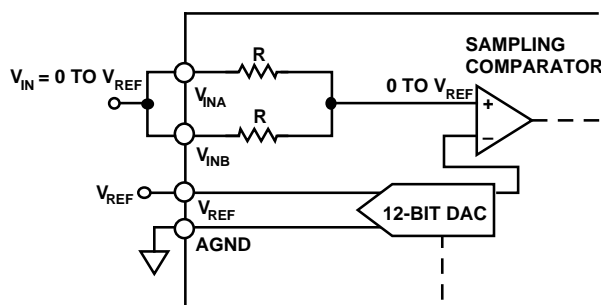 SAMPLING
COMPARATOR
V_IN = 0 TO V_REF
R
V_INA
0 TO V_REF
+
R
–
V_INB
V_REF
V_REF
12-BIT DAC
AGND